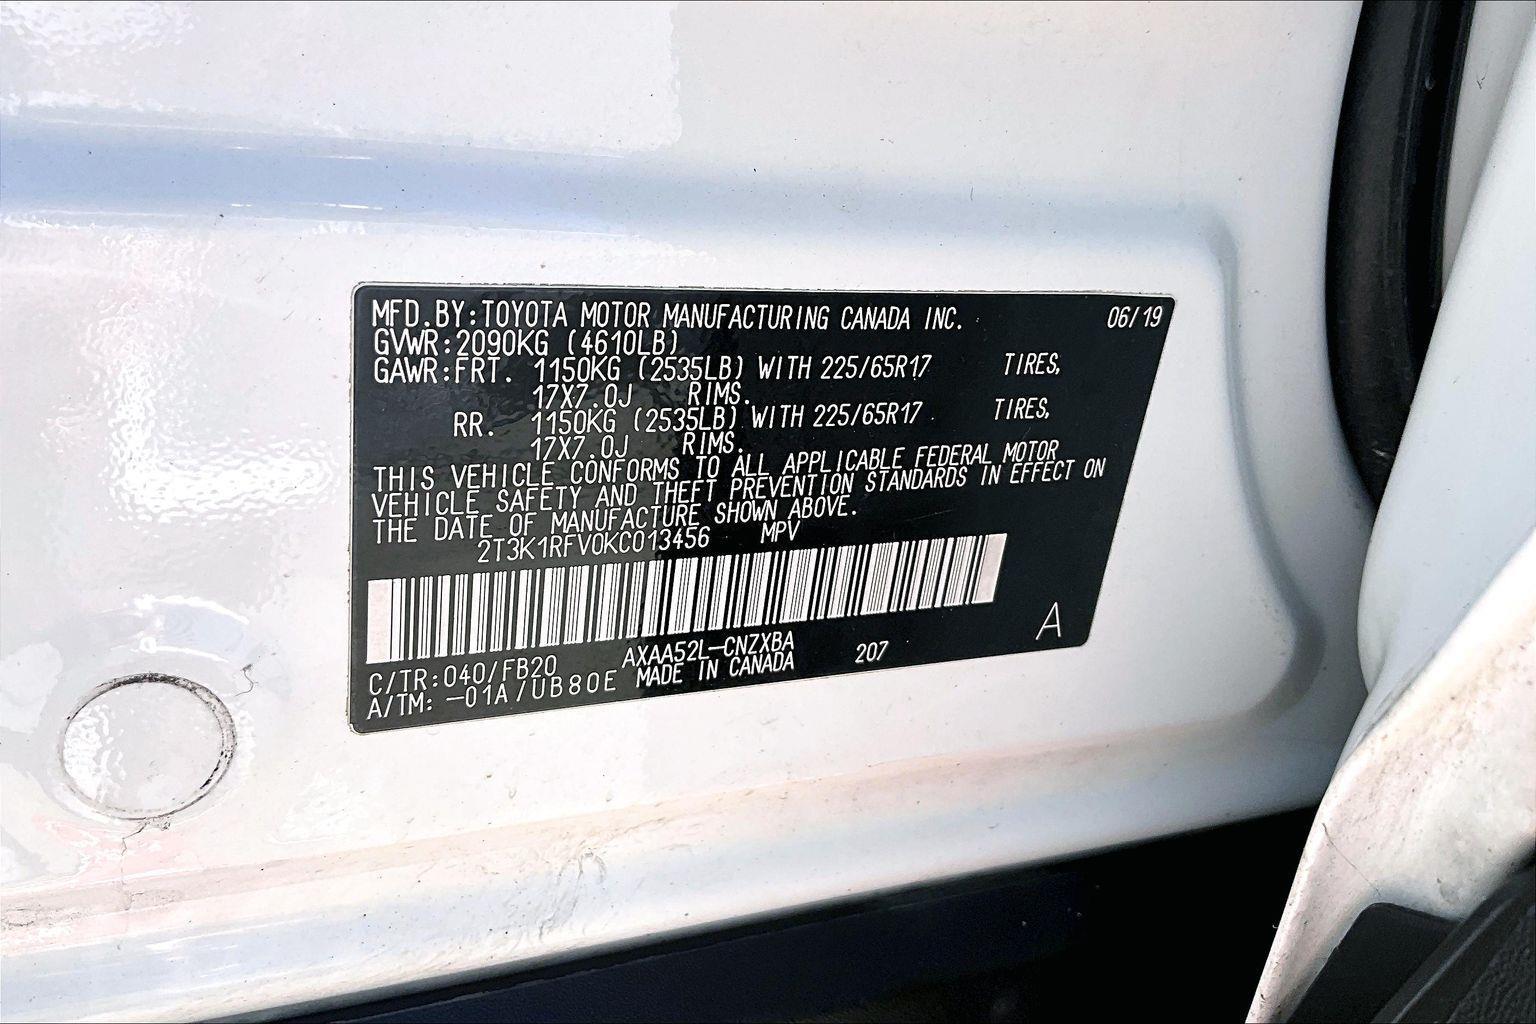 MFD.BY:TOYOTA MOTOR MANUFACTURING CANADA INC. 06/19
GVWR:2090KG (4610LB)
GAWR:FRT. 1150KG (2535LB) WITH 225/65R17 TIRES,
17X7.0J RIMS.
RR. 1150KG (2535LB) WITH 225/65R17 TIRES,
17X7.0J RIMS.
THIS VEHICLE CONFORMS TO ALL APPLICABLE FEDERAL MOTOR
VEHICLE SAFETY AND THEFT PREVENTION STANDARDS IN EFFECT ON
THE DATE OF MANUFACTURE SHOWN ABOVE.
2T3K1RFV0KC013456 MPV
C/TR:040/FB20 AXAA52L-CNZXBA 207 A
A/TM: -01A/UB80E MADE IN CANADA